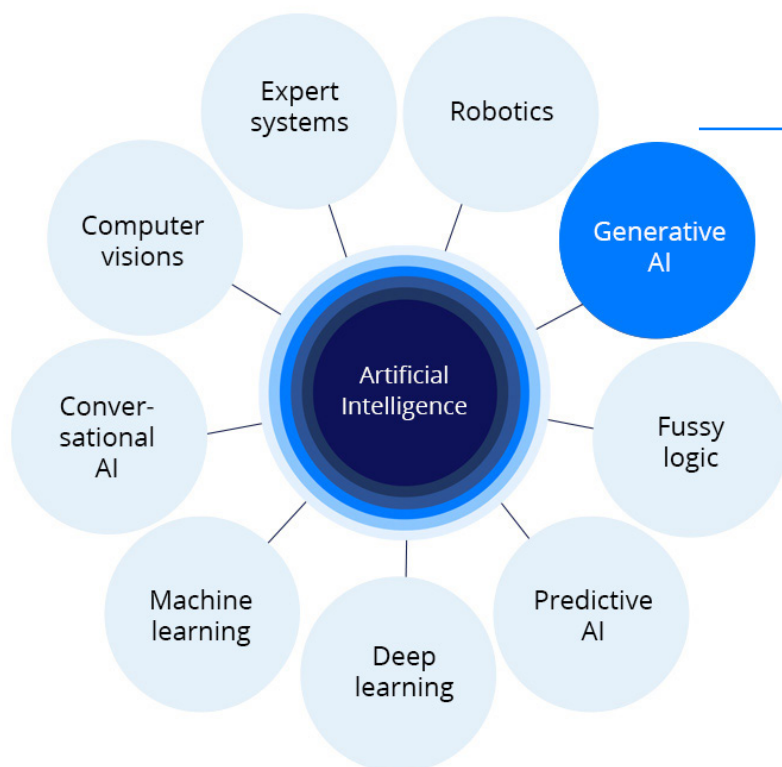 Expert
systems
Robotics
Generative
AI
Fussy
logic
Predictive
AI
Deep
learning
Machine
learning
Conver-
sational
AI
Computer
visions
Artificial
Intelligence